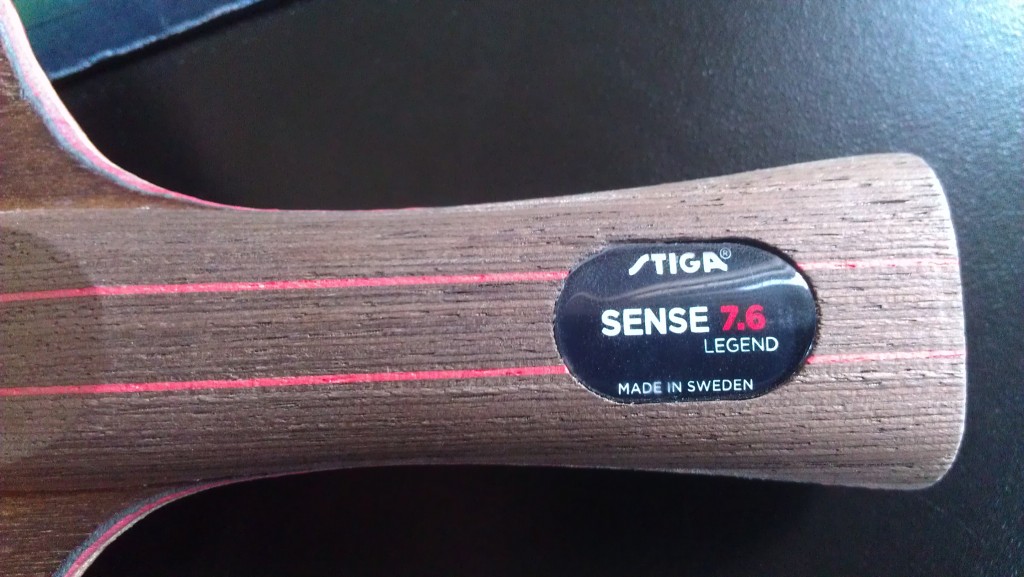 STIGA®
SENSE 7.6
LEGEND
MADE IN SWEDEN